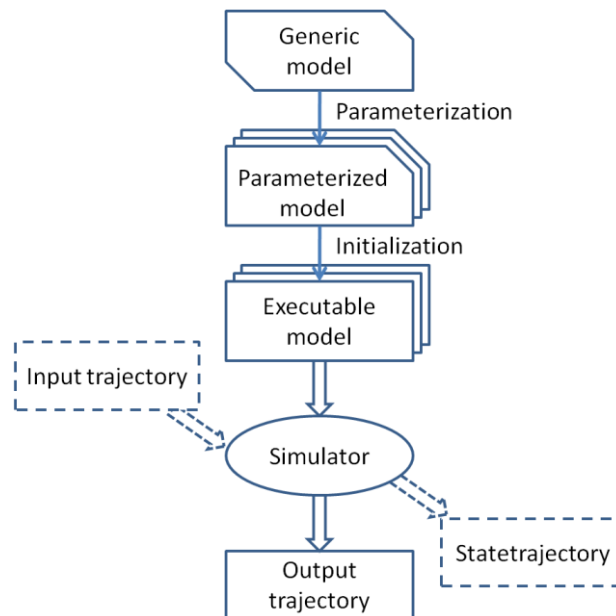 Generic
model
Parameterization
Parameterized
model
Initialization
Executable
model
Input trajectory
Simulator
Statetrajectory
Output
trajectory